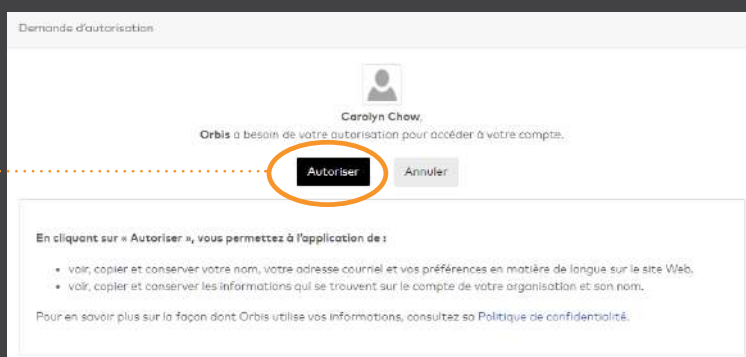 Demande d'autorisation
Carolyn Chow,
Orbis a besoin de votre autorisation pour accéder à votre compte.
Autoriser
Annuler
En cliquant sur « Autoriser », vous permettez à l'application de :
• voir, copier et conserver votre nom, votre adresse courriel et vos préférences en matière de langue sur le site Web.
• voir, copier et conserver les informations qui se trouvent sur le compte de votre organisation et son nom.
Pour en savoir plus sur la façon dont Orbis utilise vos informations, consultez sa Politique de confidentialité.